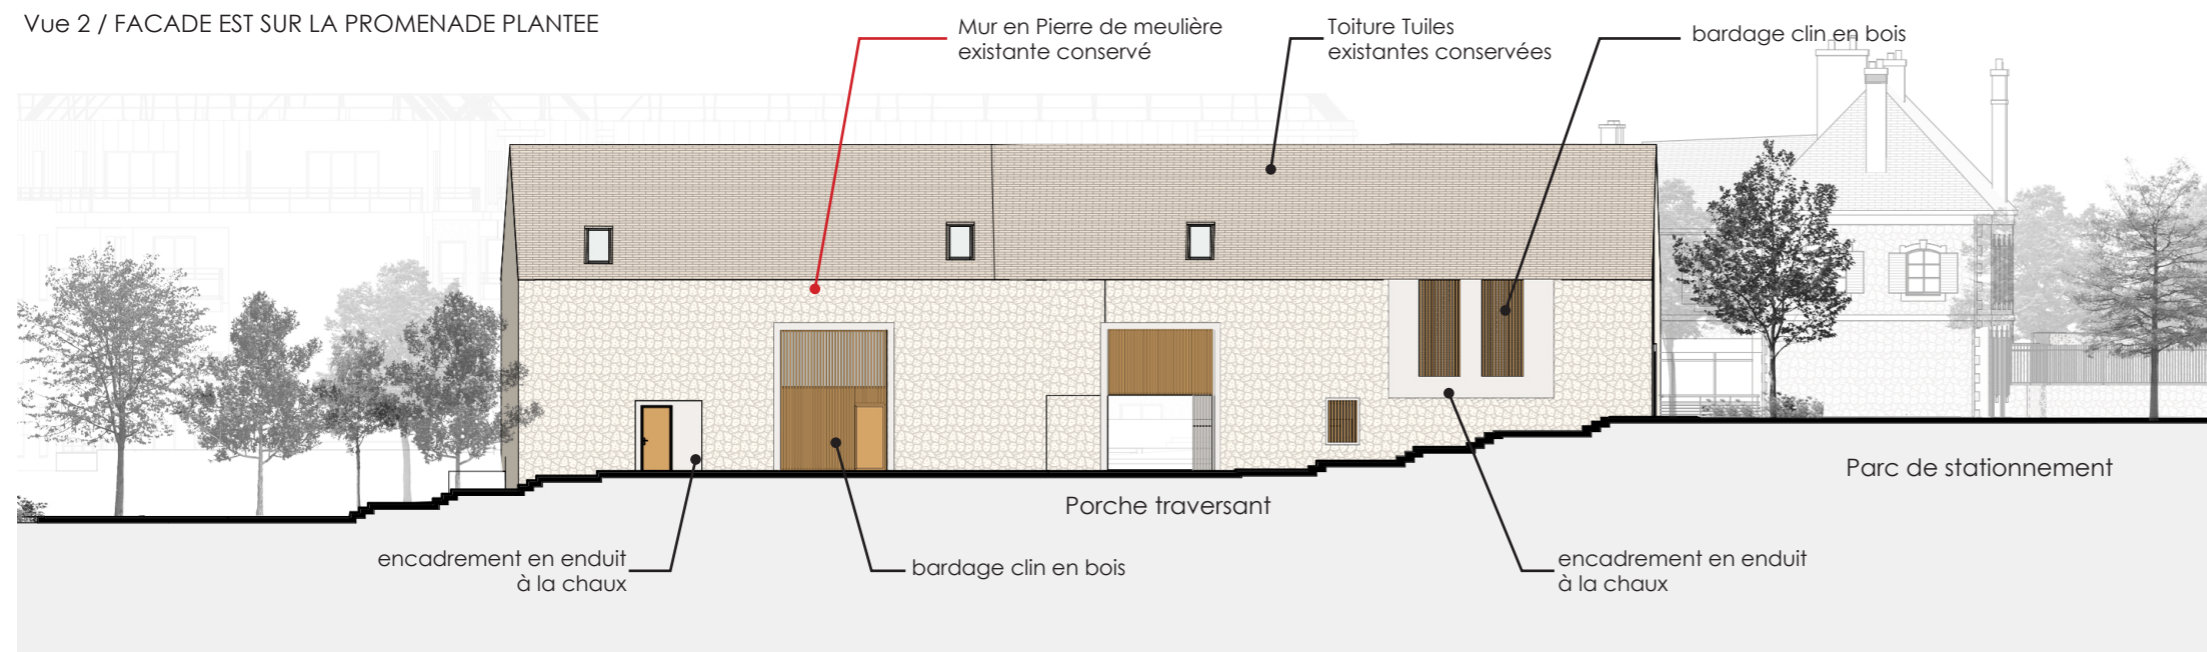 Vue 2 / FACADE EST SUR LA PROMENADE PLANTEE
Mur en Pierre de meulière
existante conservé
Toiture Tuiles
existantes conservées
bardage clin en bois
Parc de stationnement
Porche traversant
encadrement en enduit
à la chaux
bardage clin en bois
encadrement en enduit
à la chaux